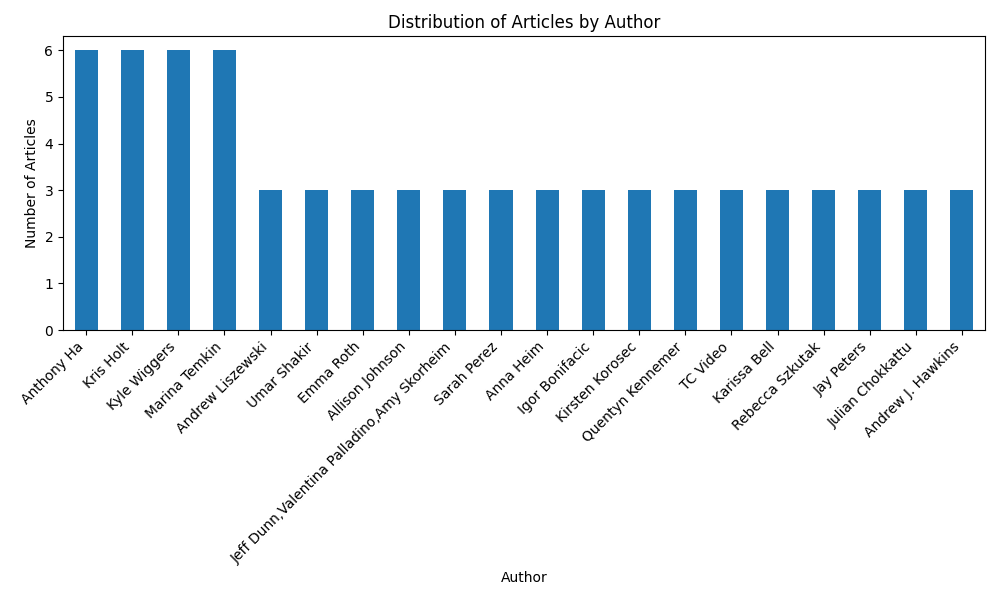 Distribution of Articles by Author
Number of Articles
6
5
4
3
2
1
0
Anthony Ha
Kris Holt
Kyle Wiggers
Marina Temkin
Andrew Liszewski
Umar Shakir
Emma Roth
Allison Johnson
Jeff Dunn,Valentina Palladino,Amy Skorheim
Sarah Perez
Anna Heim
Igor Bonifacic
Kirsten Korosec
Quentyn Kennemer
TC Video
Karissa Bell
Rebecca Szkutak
Jay Peters
Julian Chokkattu
Andrew J. Hawkins
Author